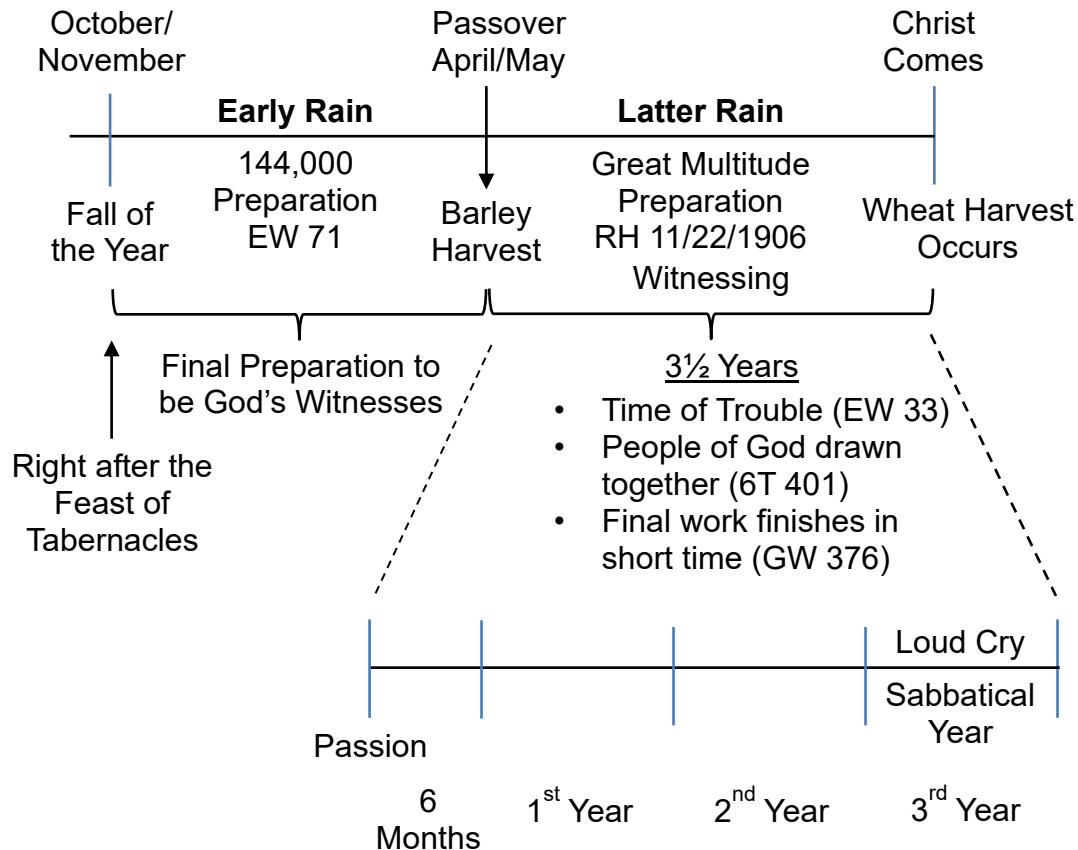 October/
November
Passover
April/May
Christ
Comes
Early Rain
Latter Rain
144,000
Preparation
EW 71
Great Multitude
Preparation
RH 11/22/1906
Witnessing
Fall of
the Year
Barley
Harvest
Wheat Harvest
Occurs
Final Preparation to
be God’s Witnesses
3½ Years
• Time of Trouble (EW 33)
• People of God drawn
together (6T 401)
• Final work finishes in
short time (GW 376)
Right after the
Feast of
Tabernacles
Loud Cry
Sabbatical
Year
Passion
6
Months
1st Year
2nd Year
3rd Year